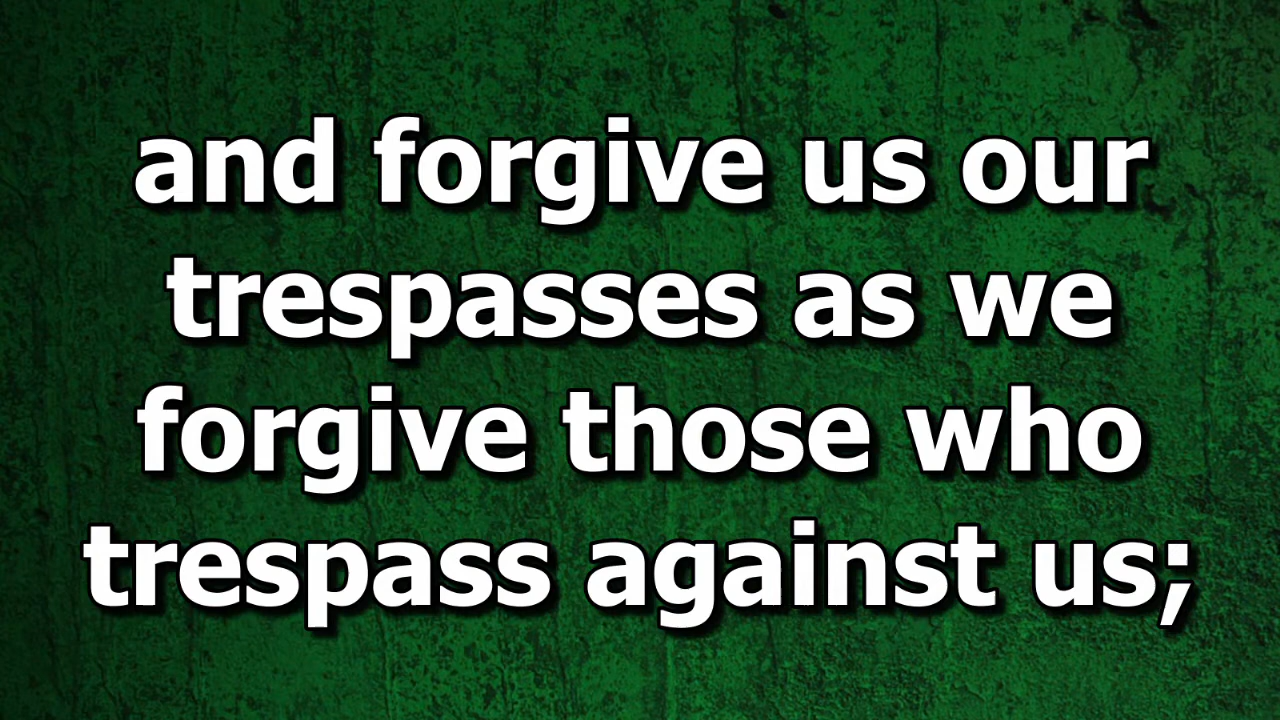 and forgive us our
trespasses as we
forgive those who
trespass against us;